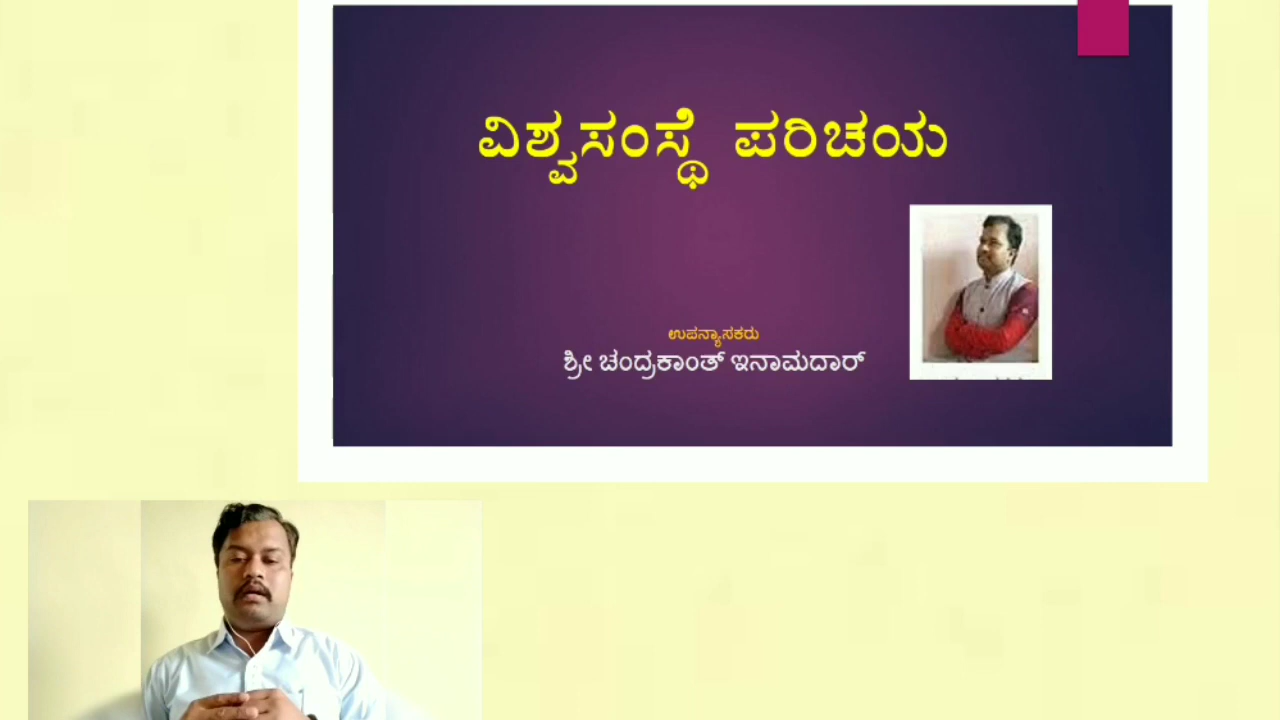 ವಿಶ್ವಸಂಸ್ಥೆ ಪರಿಚಯ
ಉಪನ್ಯಾಸಕರು
ಶ್ರೀ ಚಂದ್ರಕಾಂತ್ ಇನಾಮದಾರ್